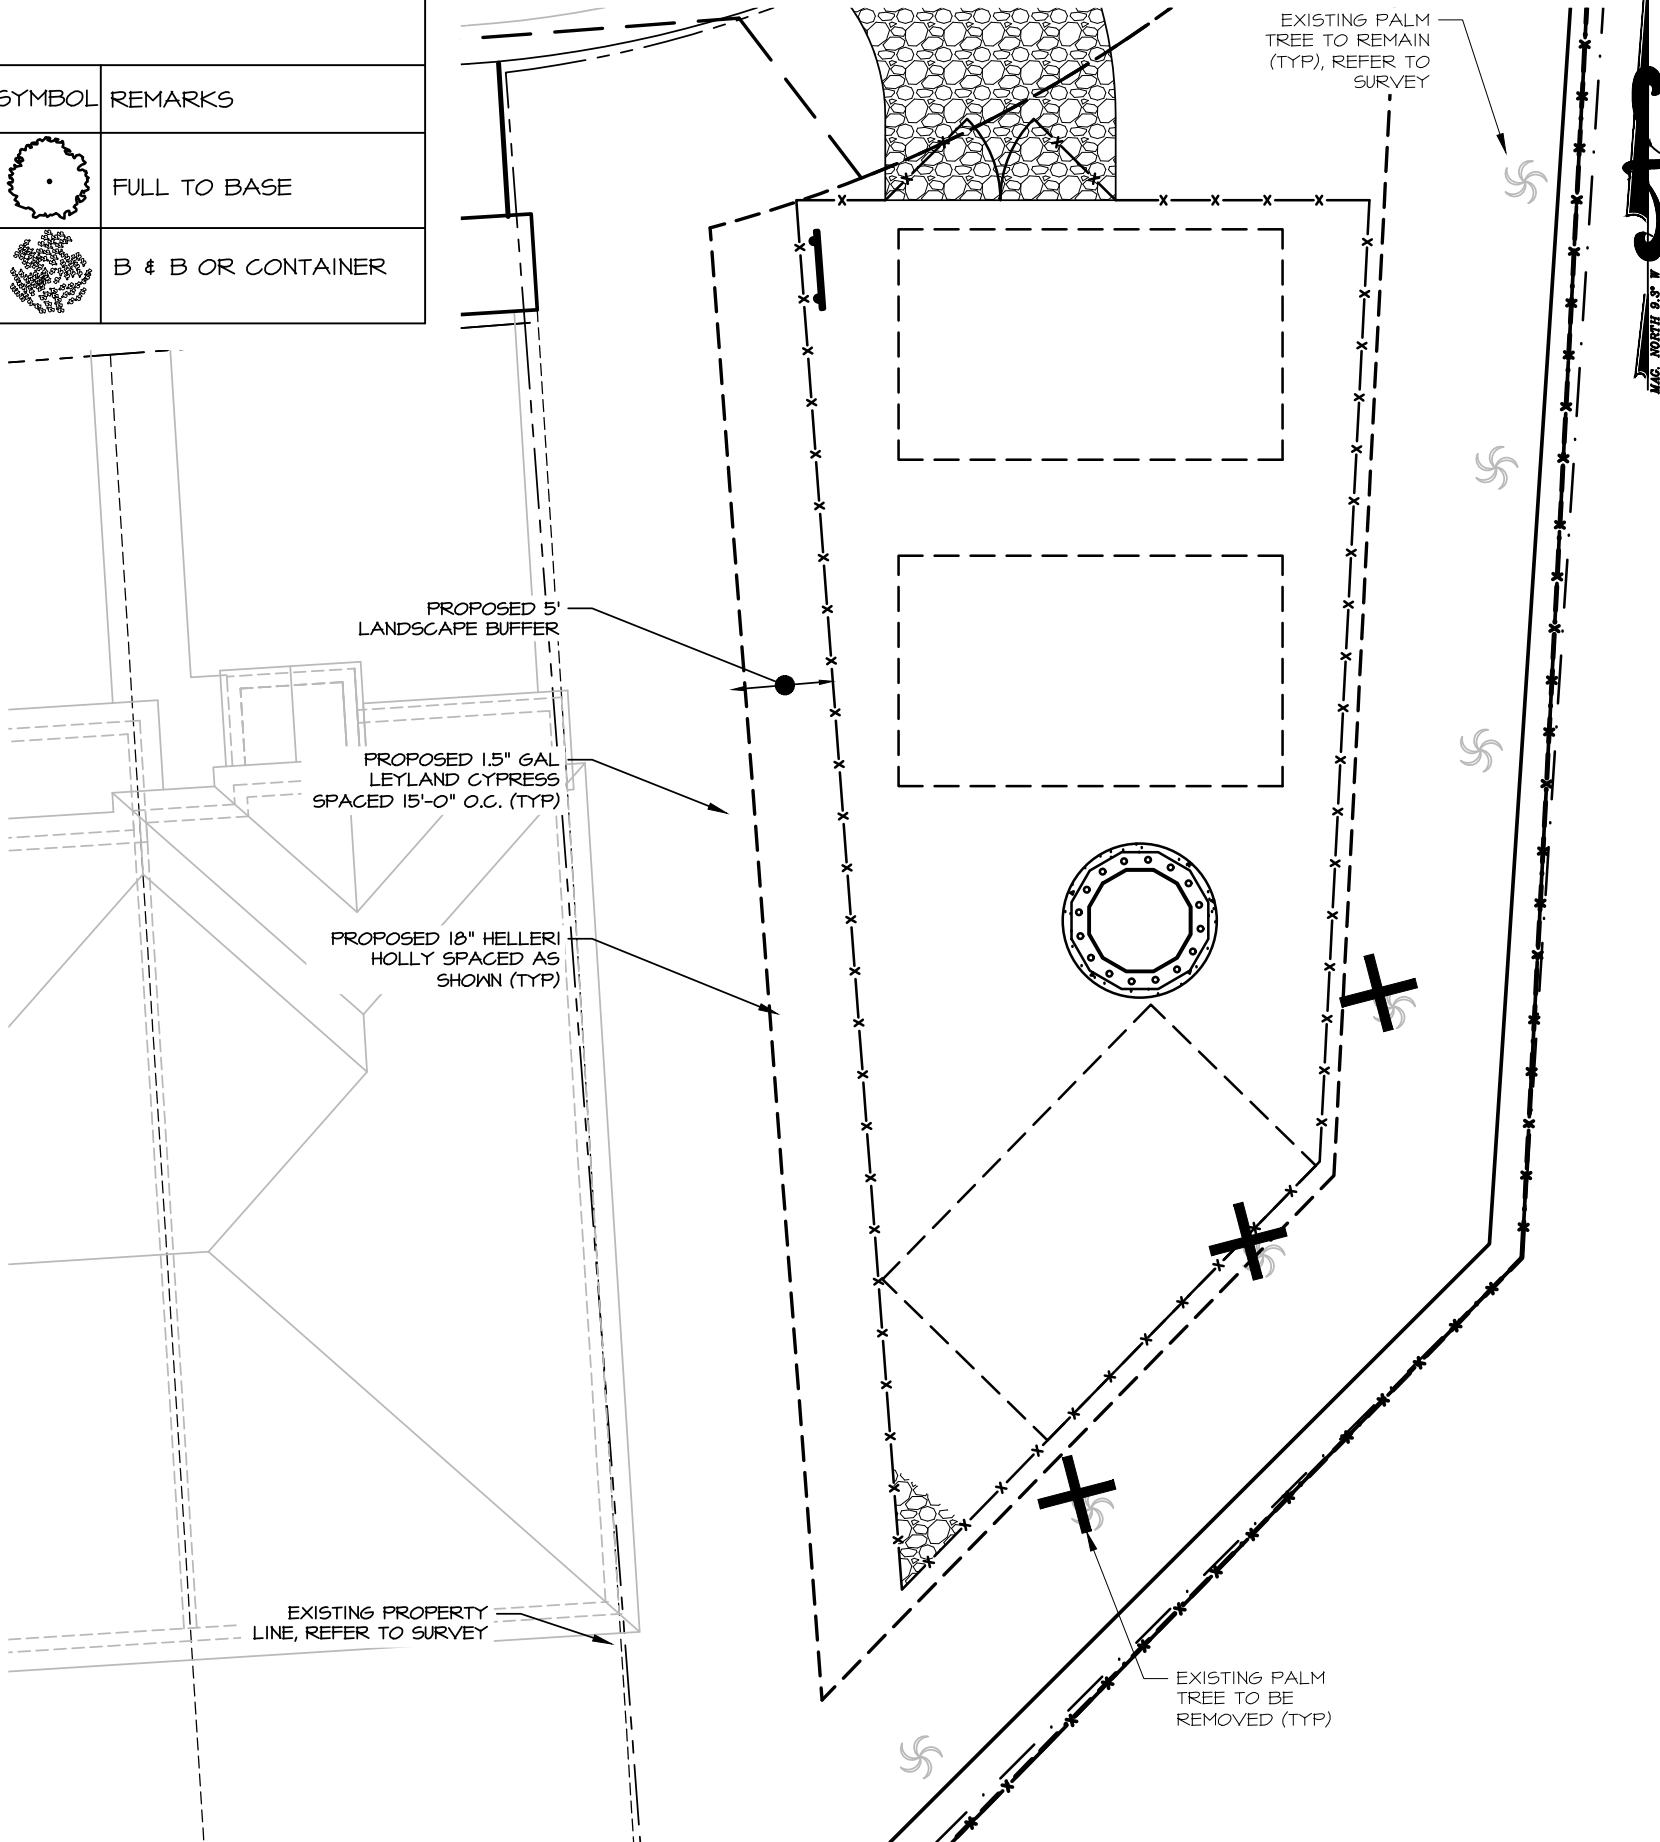 SYMBOL REMARKS
FULL TO BASE
B & B OR CONTAINER
EXISTING PALM
TREE TO REMAIN
(TYP), REFER TO
SURVEY
MAG. NORTH 9.3° W
PROPOSED 5'
LANDSCAPE BUFFER
PROPOSED 1.5" GAL
LEYLAND CYPRESS
SPACED 15'-0" O.C. (TYP)
PROPOSED 18" HELLERI
HOLLY SPACED AS
SHOWN (TYP)
EXISTING PROPERTY
LINE, REFER TO SURVEY
EXISTING PALM
TREE TO BE
REMOVED (TYP)